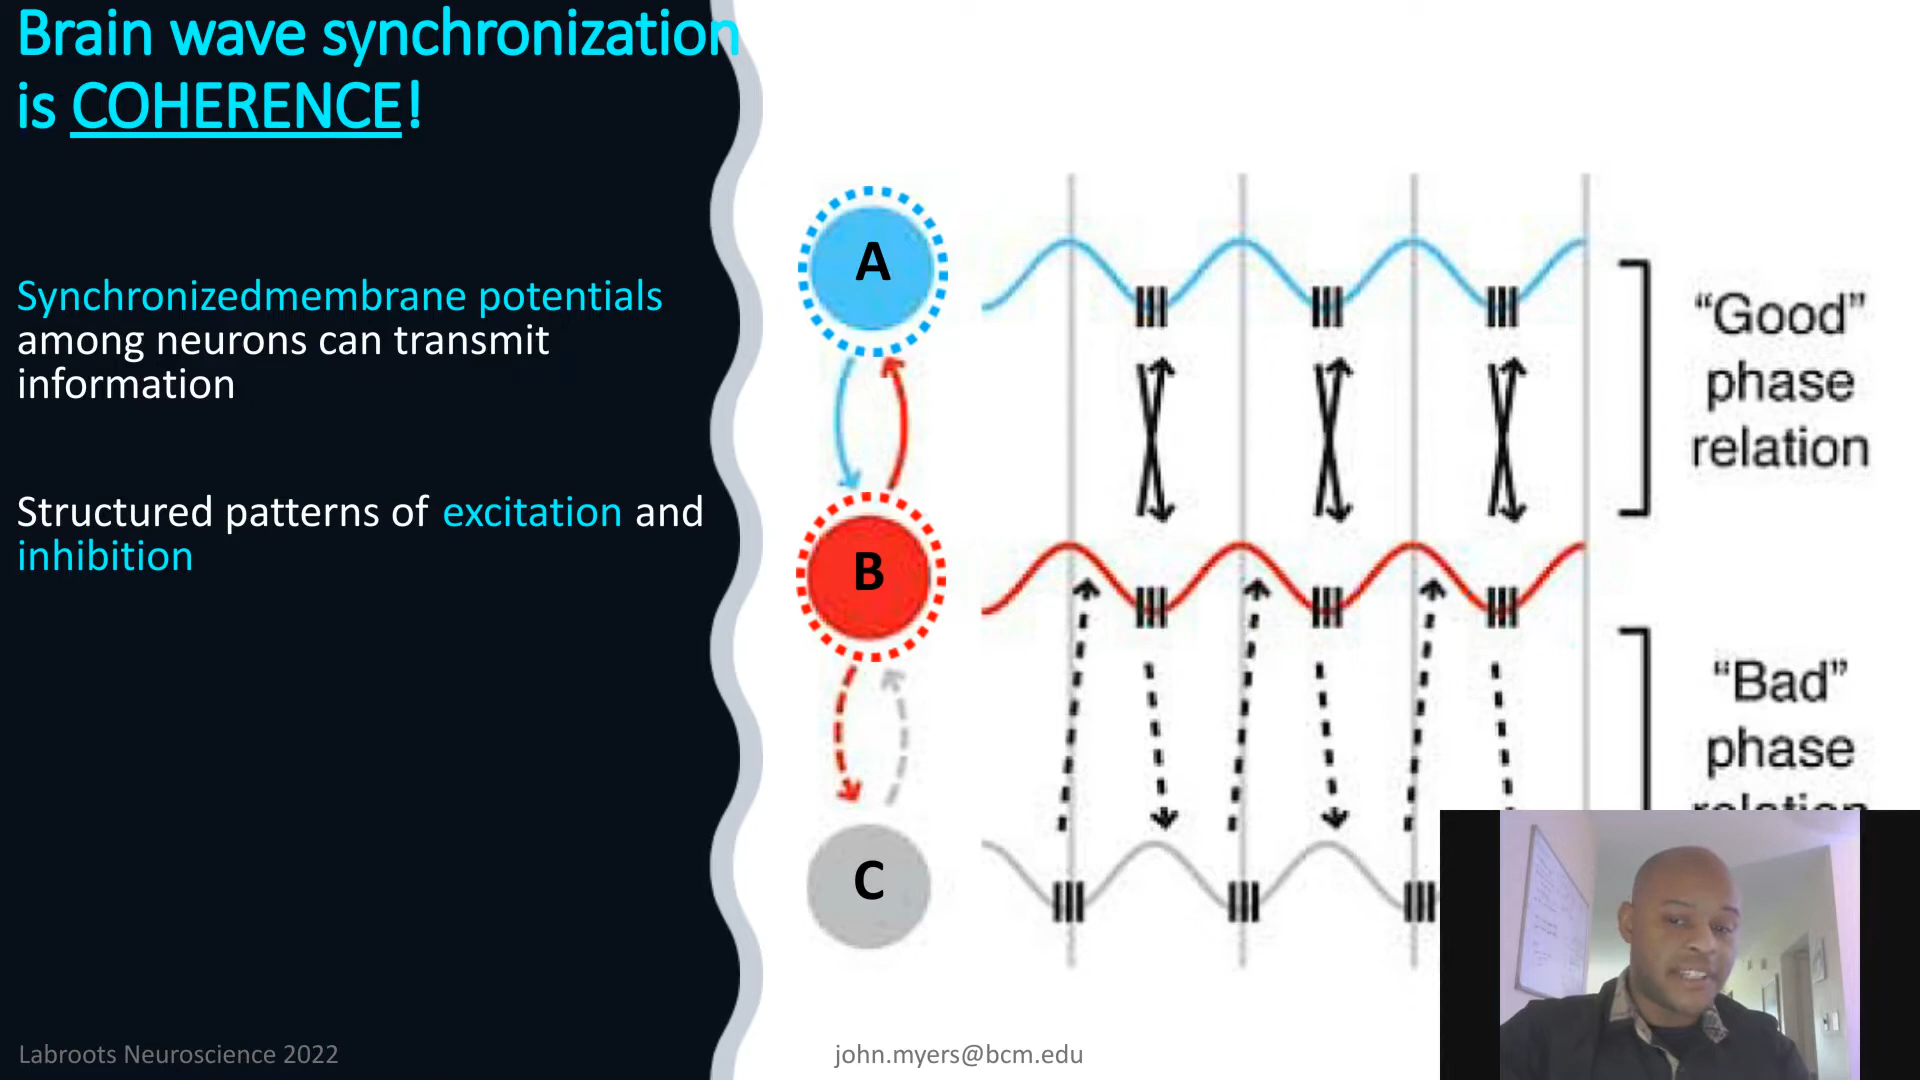 Brain wave synchronization
is COHERENCE!
Synchronizedmembrane potentials
among neurons can transmit
information
Structured patterns of excitation and
inhibition
A
B
C
“Good”
phase
relation
“Bad”
phase
relation
Labroots Neuroscience 2022
john.myers@bcm.edu